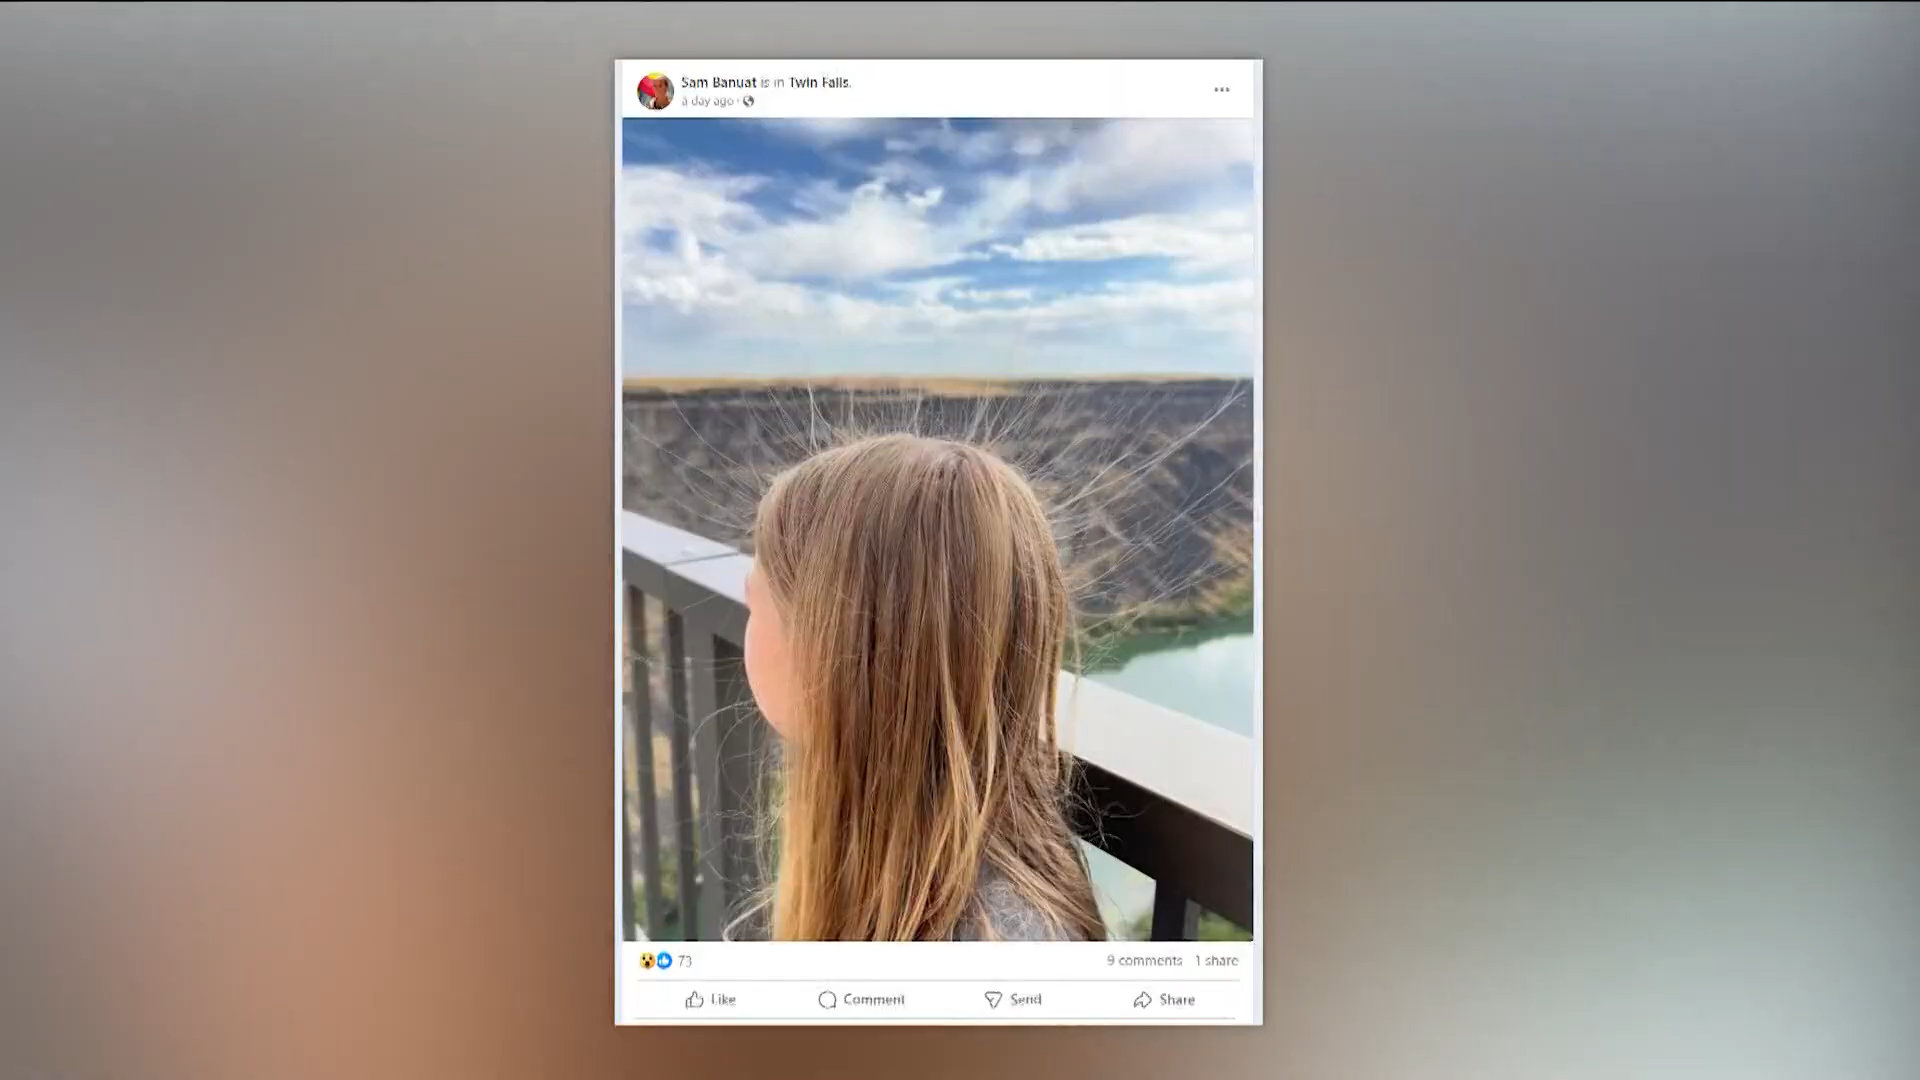 Sam Banuat is in Twin Falls.
a day ago ·
73
9 comments 1 share
Like Comment Send Share